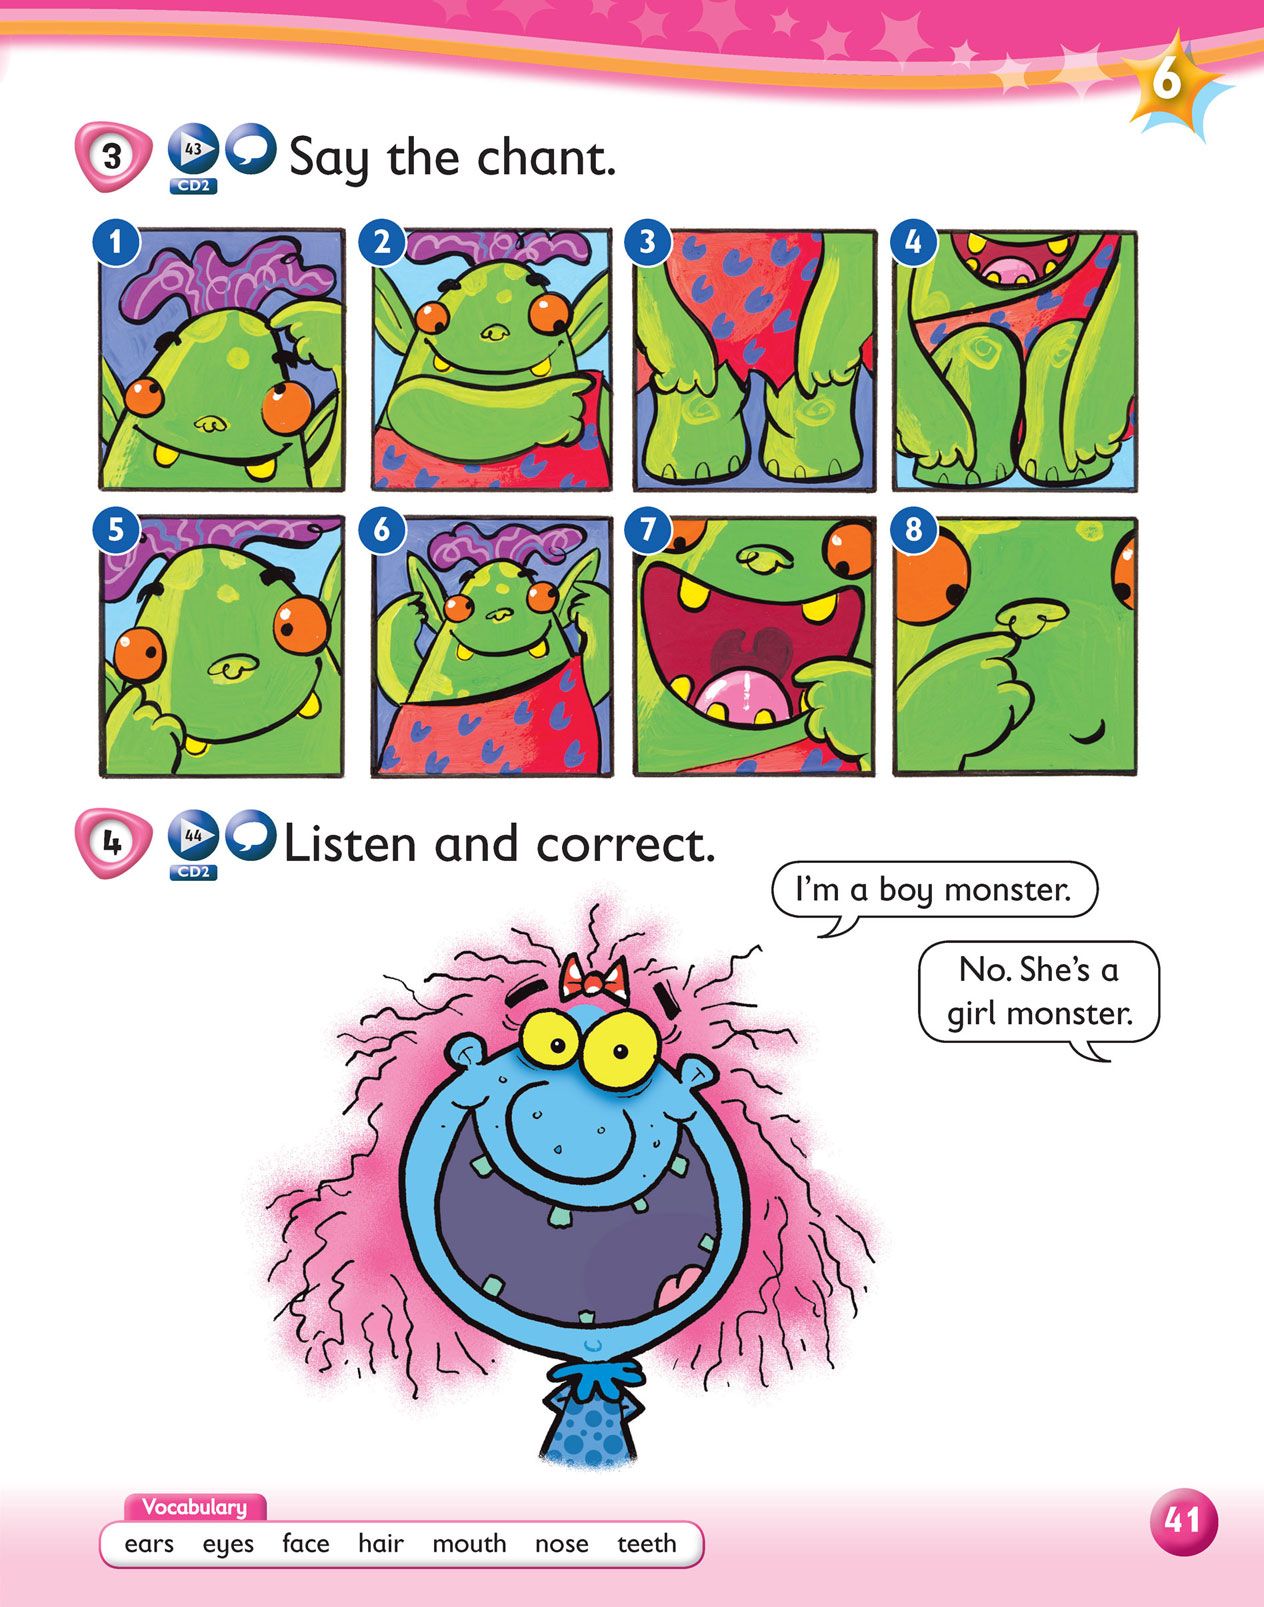 6
3 43 CD2 Say the chant.
1 2 3 4
5 6 7 8
4 44 CD2 Listen and correct.
I'm a boy monster.
No. She's a
girl monster.
Vocabulary
ears eyes face hair mouth nose teeth
41